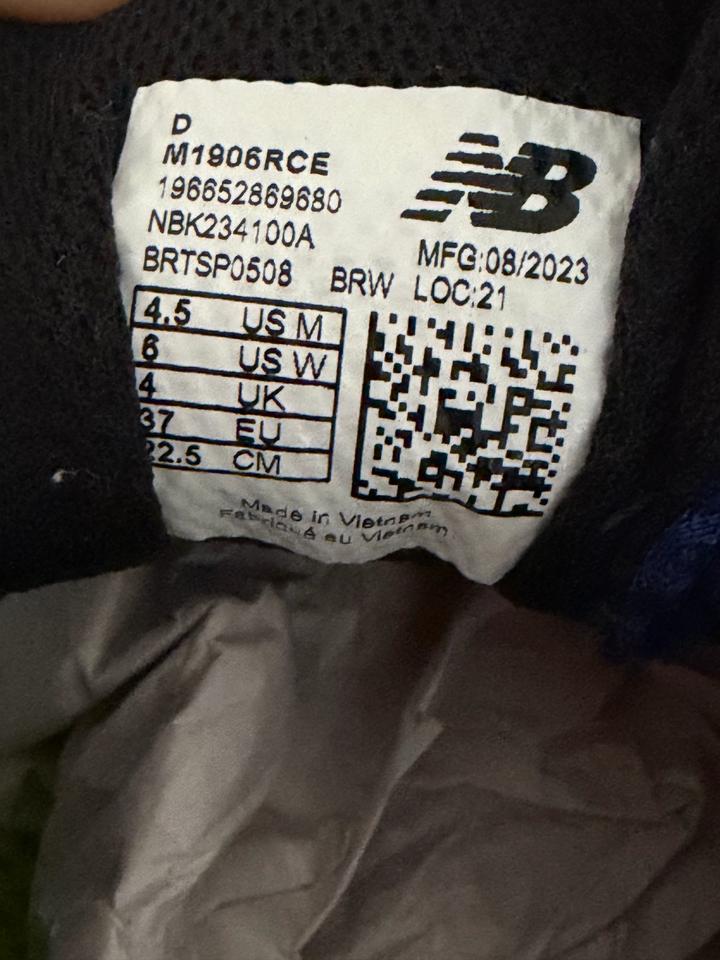 D
M1906RCE
196652869680
NBK234100A
BRTSP0508 BRW
NB
MFG:08/2023
LOC:21
4.5 US M
6 US W
4 UK
37 EU
22.5 CM
Made in Vietnam
Fabriqué au Vietnam